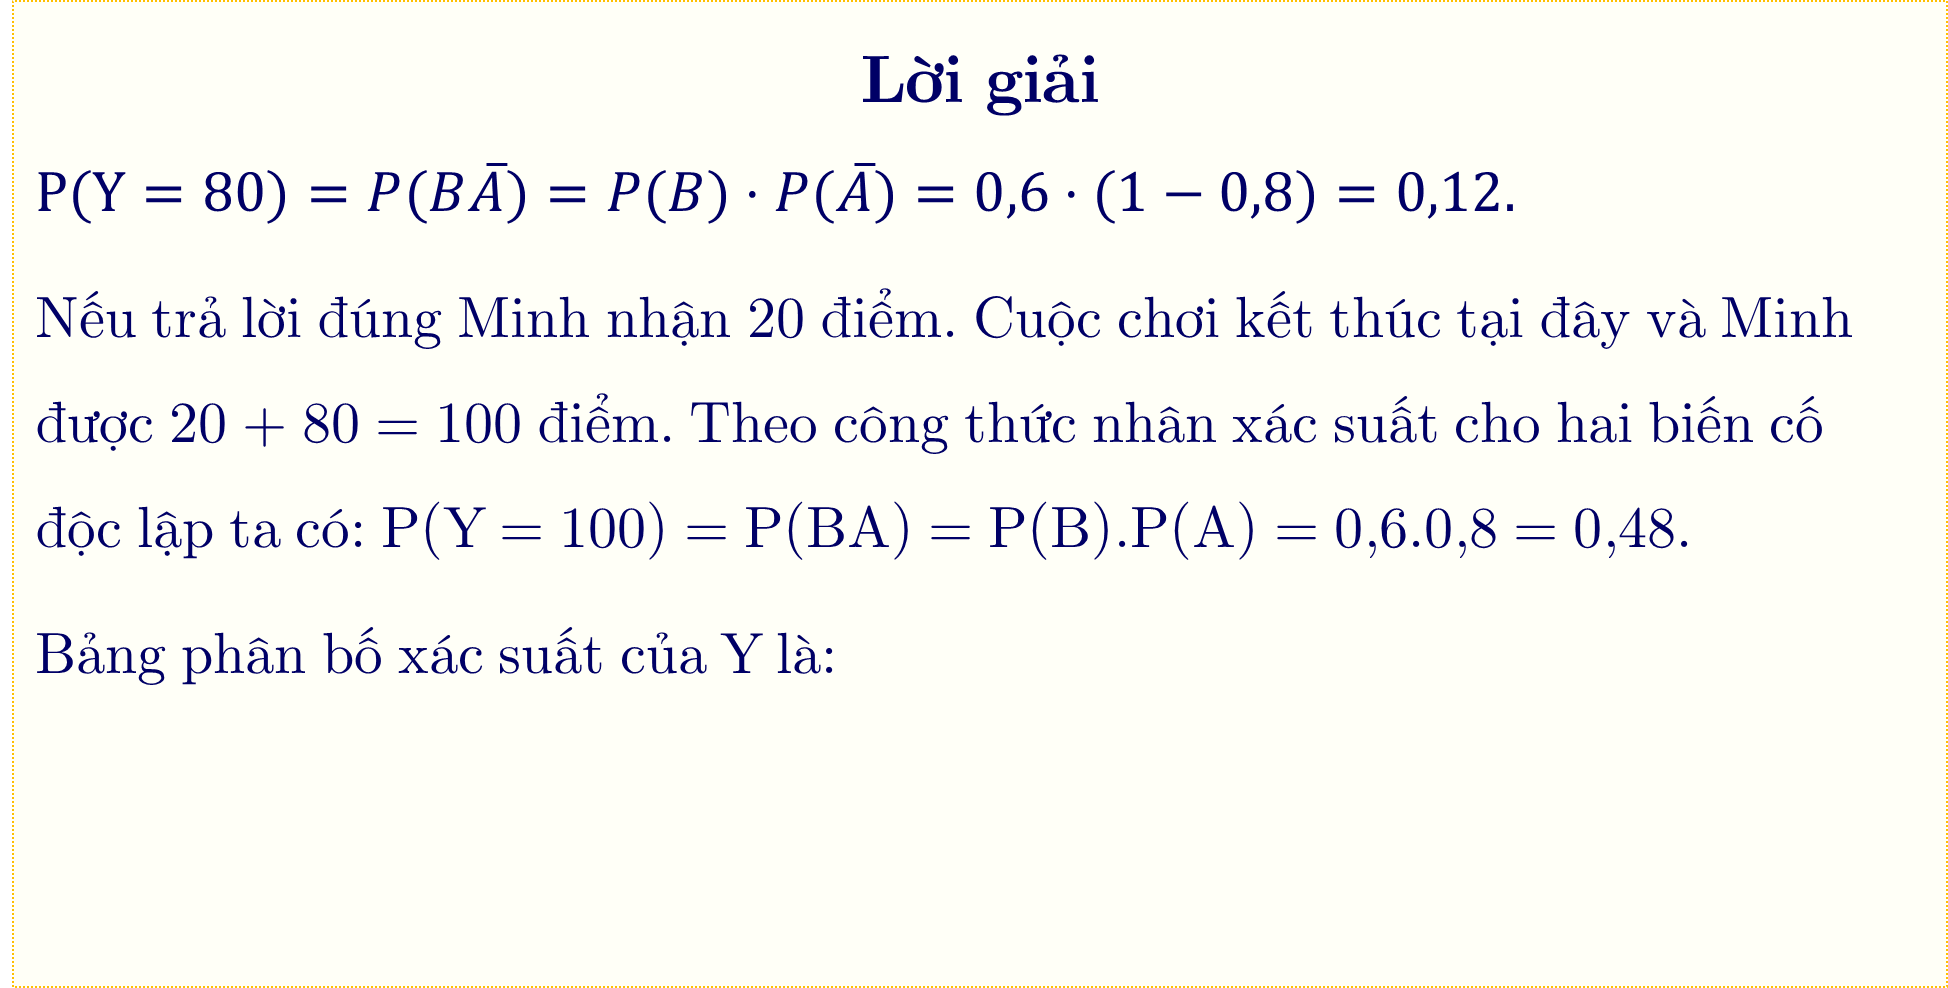 Lời giải
P(Y = 80) = P(BĀ) = P(B) · P(Ā) = 0,6 · (1 − 0,8) = 0,12.
Nếu trả lời đúng Minh nhận 20 điểm. Cuộc chơi kết thúc tại đây và Minh
được 20 + 80 = 100 điểm. Theo công thức nhân xác suất cho hai biến cố
độc lập ta có: P(Y = 100) = P(BA) = P(B).P(A) = 0,6.0,8 = 0,48.
Bảng phân bố xác suất của Y là: